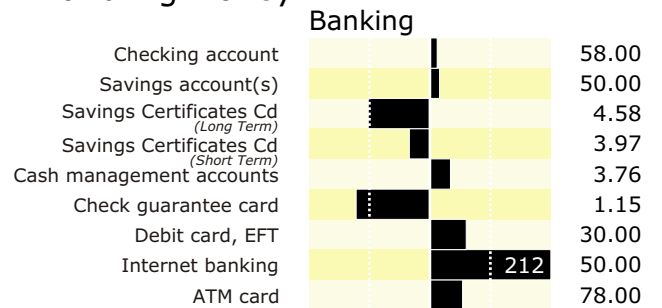 Banking
Checking account 58.00
Savings account(s) 50.00
Savings Certificates Cd 4.58
(Long Term)
Savings Certificates Cd 3.97
(Short Term)
Cash management accounts 3.76
Check guarantee card 1.15
Debit card, EFT 30.00
Internet banking 212 50.00
ATM card 78.00